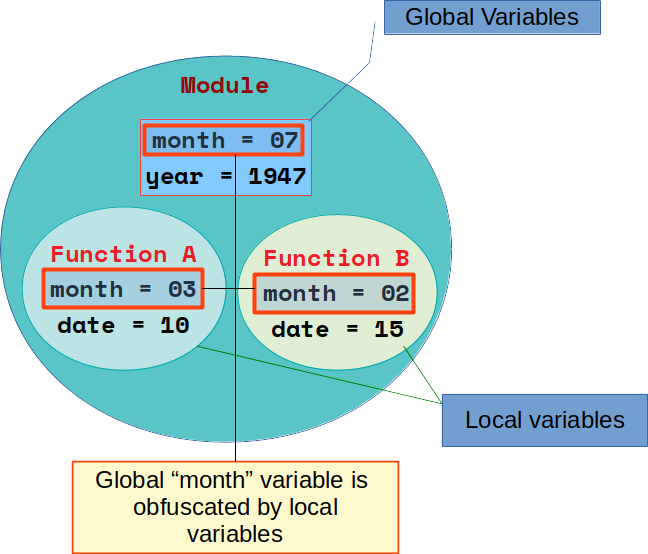 Global Variables
Module
month = 07
year = 1947
Function A
month = 03
date = 10
Function B
month = 02
date = 15
Local variables
Global “month” variable is
obfuscated by local
variables